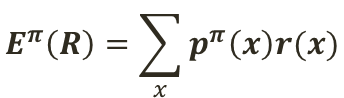 E^π(R) = ∑_x p^π(x)r(x)